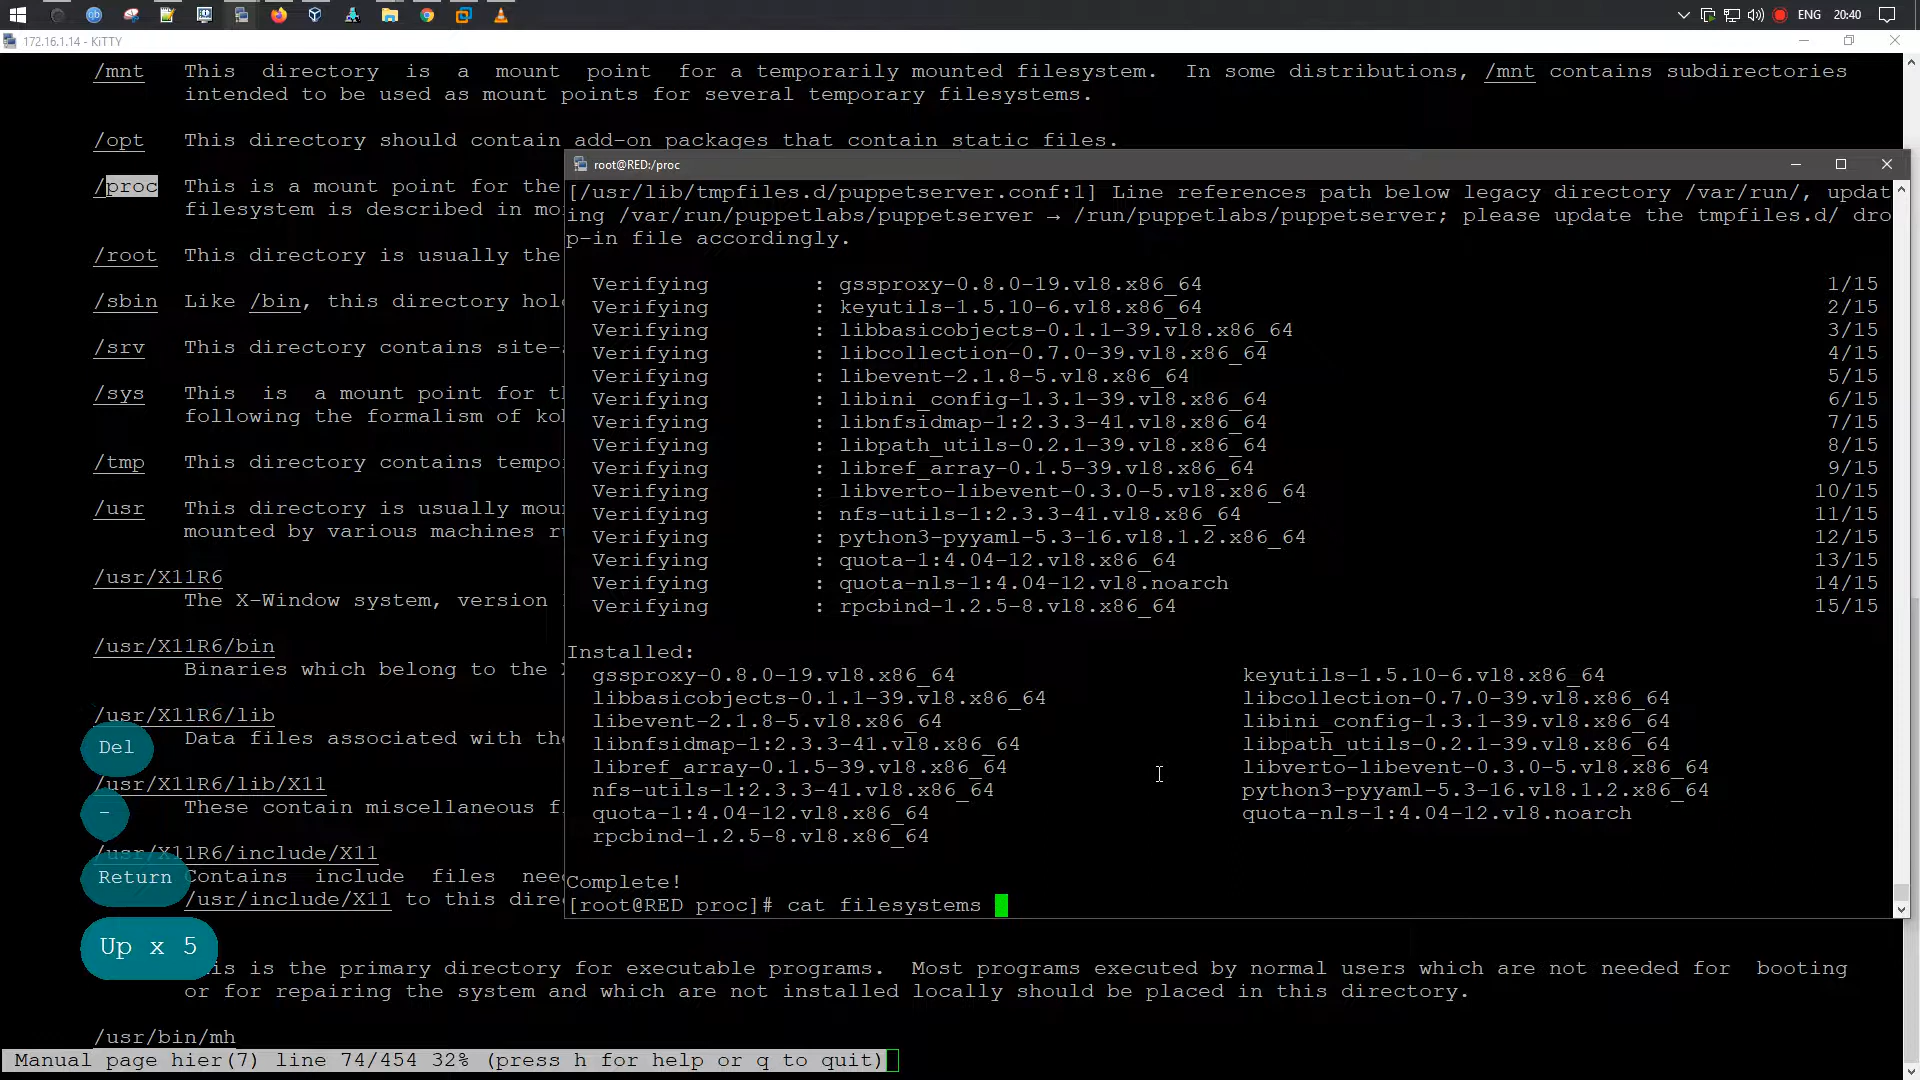 ENG 20:40
172.16.1.14 - KiTTY
/mnt This directory is a mount point for a temporarily mounted filesystem. In some distributions, /mnt contains subdirectories
intended to be used as mount points for several temporary filesystems.
/opt This directory should contain add-on packages that contain static files.
/proc This is a mount point for the
filesystem is described in
/root This directory is usually the
/sbin Like /bin, this directory
/srv This directory contains
/sys This is a mount point for
following the formalism of
/tmp This directory contains
/usr This directory is usually
mounted by various machines
/usr/X11R6
The X-Window system, version
/usr/X11R6/bin
Binaries which belong to the
/usr/X11R6/lib
Data files associated with
/usr/X11R6/lib/X11
These contain miscellaneous
/usr/X11R6/include/X11
Contains include files
/usr/include/X11 to this
is the primary directory for executable programs. Most programs executed by normal users which are not needed for booting
or for repairing the system and which are not installed locally should be placed in this directory.
/usr/bin/mh
Manual page hier(7) line 74/454 32% (press h for help or q to quit)
root@RED:/proc
[/usr/lib/tmpfiles.d/puppetserver.conf:1] Line references path below legacy directory /var/run/, updat
ing /var/run/puppetlabs/puppetserver → /run/puppetlabs/puppetserver; please update the tmpfiles.d/ dro
p-in file accordingly.
Verifying : gssproxy-0.8.0-19.vl8.x86_64 1/15
Verifying : keyutils-1.5.10-6.vl8.x86_64 2/15
Verifying : libbasicobjects-0.1.1-39.vl8.x86_64 3/15
Verifying : libcollection-0.7.0-39.vl8.x86_64 4/15
Verifying : libevent-2.1.8-5.vl8.x86_64 5/15
Verifying : libini_config-1.3.1-39.vl8.x86_64 6/15
Verifying : libnfsidmap-1:2.3.3-41.vl8.x86_64 7/15
Verifying : libpath_utils-0.2.1-39.vl8.x86_64 8/15
Verifying : libref_array-0.1.5-39.vl8.x86_64 9/15
Verifying : libverto-libevent-0.3.0-5.vl8.x86_64 10/15
Verifying : nfs-utils-1:2.3.3-41.vl8.x86_64 11/15
Verifying : python3-pyyaml-5.3-16.vl8.1.2.x86_64 12/15
Verifying : quota-1:4.04-12.vl8.x86_64 13/15
Verifying : quota-nls-1:4.04-12.vl8.noarch 14/15
Verifying : rpcbind-1.2.5-8.vl8.x86_64 15/15
Installed:
gssproxy-0.8.0-19.vl8.x86_64 keyutils-1.5.10-6.vl8.x86_64
libbasicobjects-0.1.1-39.vl8.x86_64 libcollection-0.7.0-39.vl8.x86_64
libevent-2.1.8-5.vl8.x86_64 libini_config-1.3.1-39.vl8.x86_64
libnfsidmap-1:2.3.3-41.vl8.x86_64 libpath_utils-0.2.1-39.vl8.x86_64
libref_array-0.1.5-39.vl8.x86_64 libverto-libevent-0.3.0-5.vl8.x86_64
nfs-utils-1:2.3.3-41.vl8.x86_64 python3-pyyaml-5.3-16.vl8.1.2.x86_64
quota-1:4.04-12.vl8.x86_64 quota-nls-1:4.04-12.vl8.noarch
rpcbind-1.2.5-8.vl8.x86_64
Complete!
[root@RED proc]# cat filesystems
Del
-
Return
Up x 5